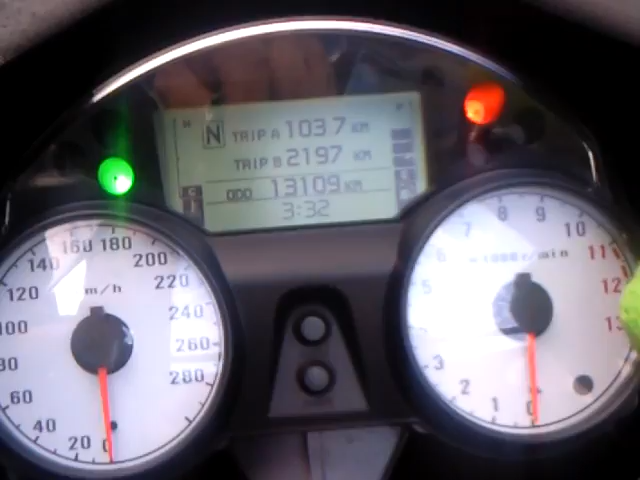 N TRIP A 1037 KM
TRIP B 2197 KM
ODO 13109 KM
3:32
km/h
0 20 40 60 80 100 120 140 160 180 200 220 240 260 280
x1000r/min
0 1 2 3 5 6 7 8 9 10 11 12 13